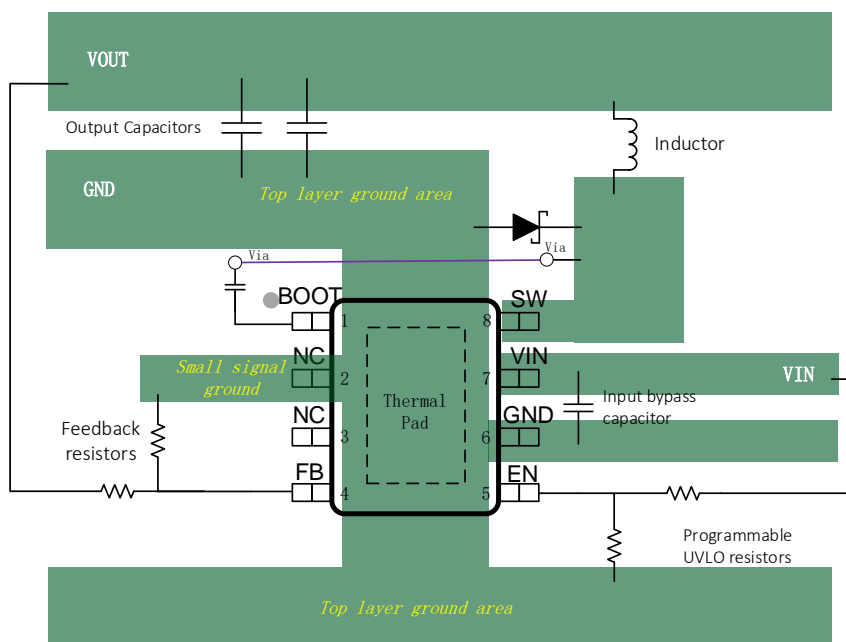 VOUT
Output Capacitors
Inductor
GND
Top layer ground area
Via
Via
BOOT
SW
1
8
NC
VIN
VIN
Small signal
ground
2
7
Thermal
Pad
Input bypass
capacitor
NC
GND
3
6
Feedback
resistors
FB
EN
4
5
Programmable
UVLO resistors
Top layer ground area